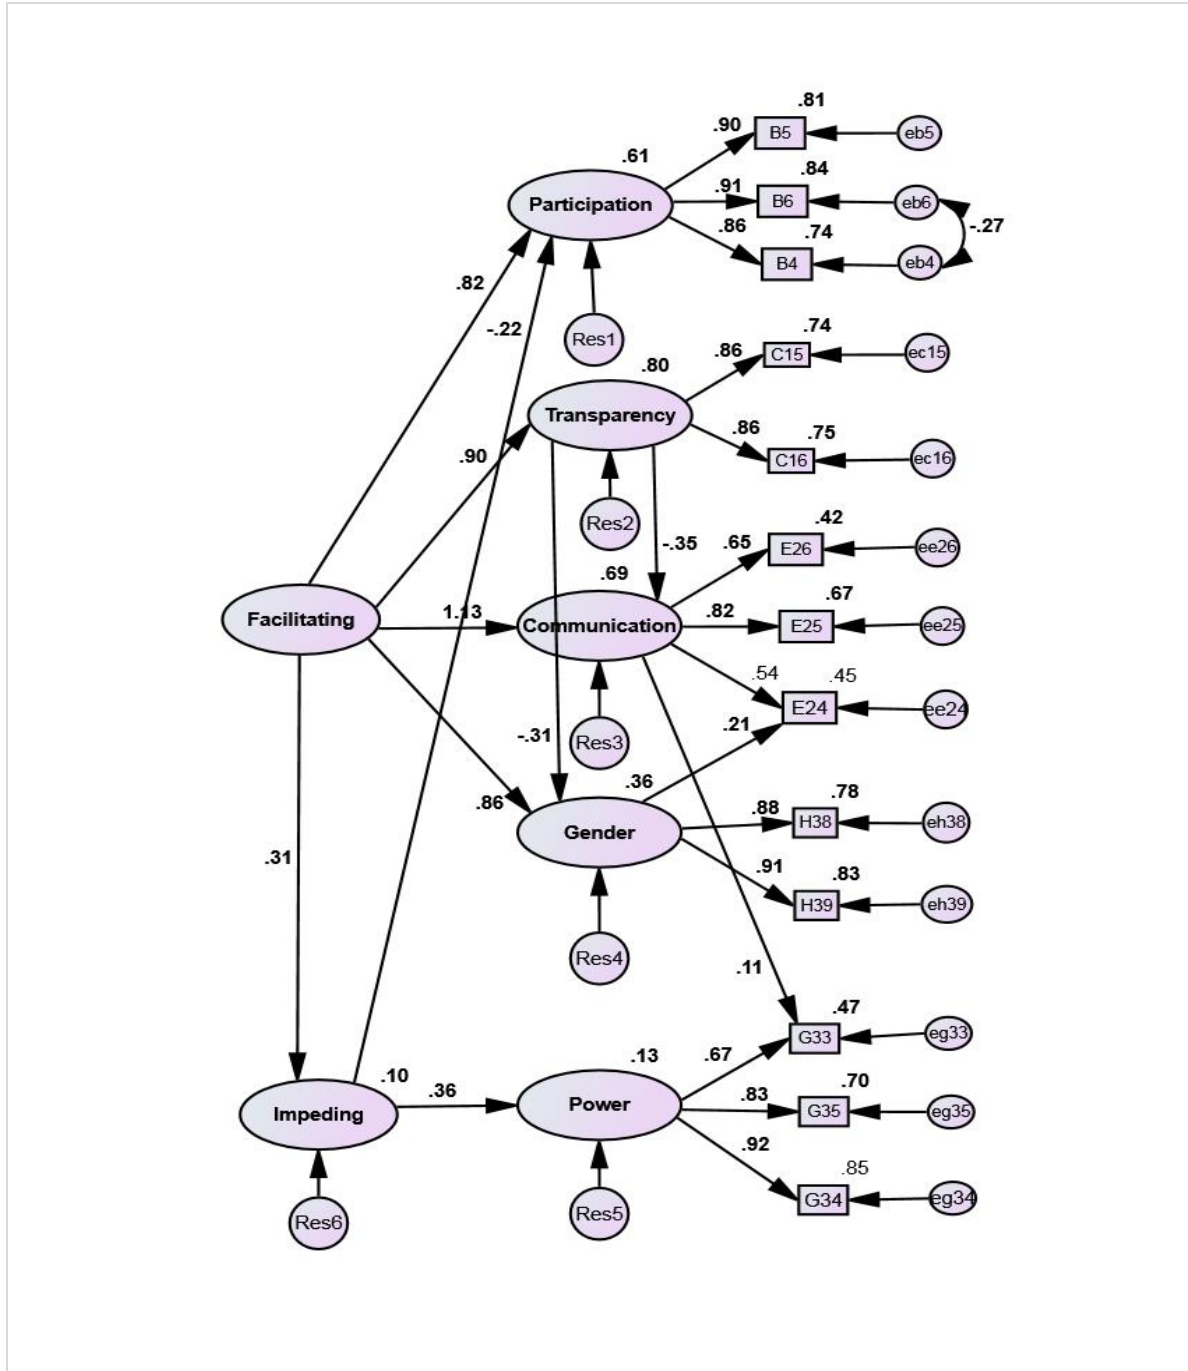 .81
.90
B5
eb5
.61
.84
.91
Participation
B6
eb6
.86
.74
-.27
B4
eb4
.82
-.22
Res1
.74
.86
C15
ec15
.80
Transparency
.86
.75
.90
C16
ec16
Res2
.42
-.35
.65
E26
ee26
.69
.67
Facilitating
1.13
Communication
.82
E25
ee25
.54
.45
E24
ee24
.21
-.31
Res3
.36
.78
.86
.88
Gender
H38
eh38
.31
.91
.83
H39
eh39
Res4
.11
.47
G33
eg33
.13
.67
.10
.70
.36
.83
Impeding
Power
G35
eg35
.92
.85
G34
eg34
Res6
Res5